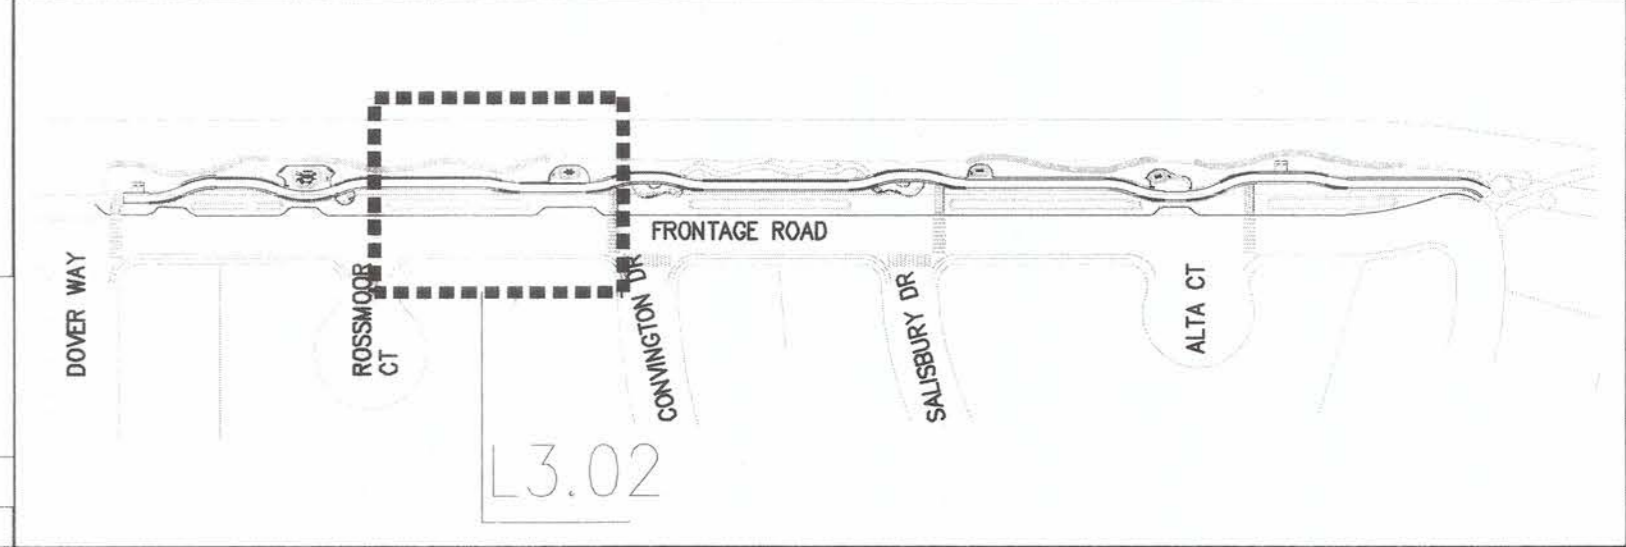 FRONTAGE ROAD
DOVER WAY
ROSSMOOR
CT
CONVINGTON DR
SALISBURY DR
ALTA CT
L3.02